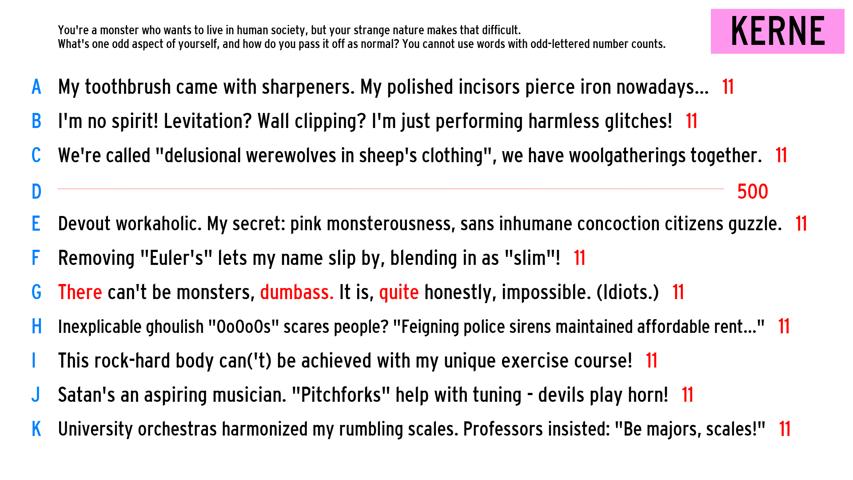 You're a monster who wants to live in human society, but your strange nature makes that difficult.
What's one odd aspect of yourself, and how do you pass it off as normal? You cannot use words with odd-lettered number counts.
KERNE
A My toothbrush came with sharpeners. My polished incisors pierce iron nowadays... 11
B I'm no spirit! Levitation? Wall clipping? I'm just performing harmless glitches! 11
C We're called "delusional werewolves in sheep's clothing", we have woolgatherings together. 11
D 500
E Devout workaholic. My secret: pink monsterousness, sans inhumane concoction citizens guzzle. 11
F Removing "Euler's" lets my name slip by, blending in as "slim"! 11
G There can't be monsters, dumbass. It is, quite honestly, impossible. (Idiots.) 11
H Inexplicable ghoulish "OoOoOs" scares people? "Feigning police sirens maintained affordable rent..." 11
I This rock-hard body can('t) be achieved with my unique exercise course! 11
J Satan's an aspiring musician. "Pitchforks" help with tuning - devils play horn! 11
K University orchestras harmonized my rumbling scales. Professors insisted: "Be majors, scales!" 11